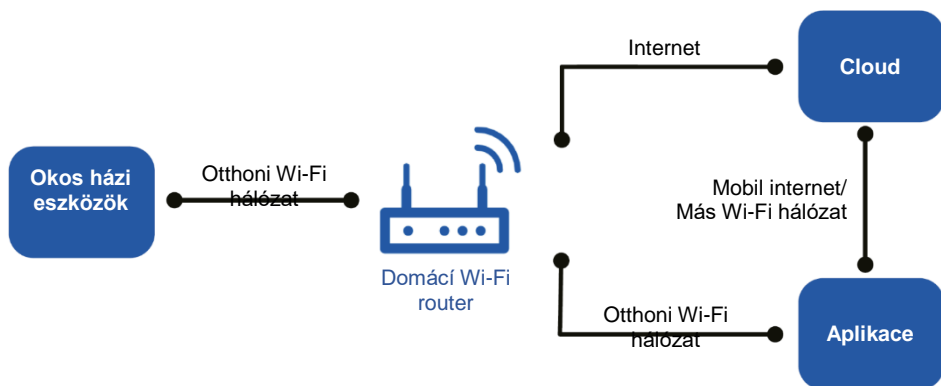 Internet
Cloud
Okos házi
eszközök
Otthoni Wi-Fi
hálózat
Mobil internet/
Más Wi-Fi hálózat
Domácí Wi-Fi
router
Otthoni Wi-Fi
hálózat
Aplikace